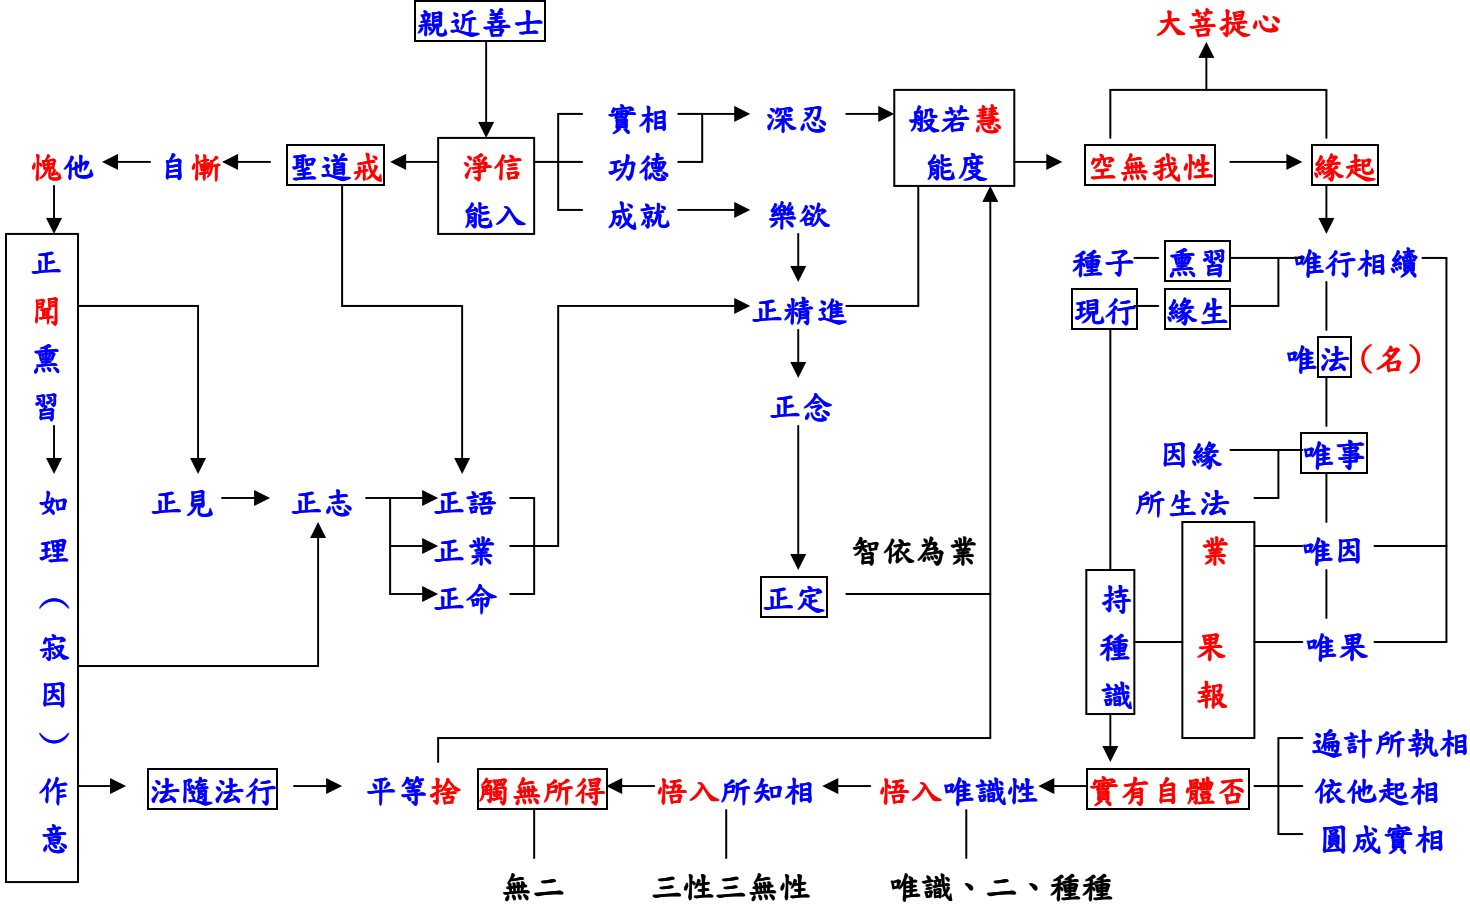 親近善士
大菩提心
實相
深忍
般若慧
能度
愧他
自慚
聖道戒
淨信
能入
功德
空無我性
緣起
成就
樂欲
正聞熏習
如理（寂因）作意
種子
熏習
唯行相續
現行
緣生
正精進
唯法（名）
正念
因緣
唯事
所生法
正見
正志
正語
正業
正命
智依為業
正定
業果報
唯因
持種識
唯果
遍計所執相
法隨法行
平等捨
觸無所得
悟入所知相
悟入唯識性
實有自體否
依他起相
圓成實相
無二
三性三無性
唯識、二、種種